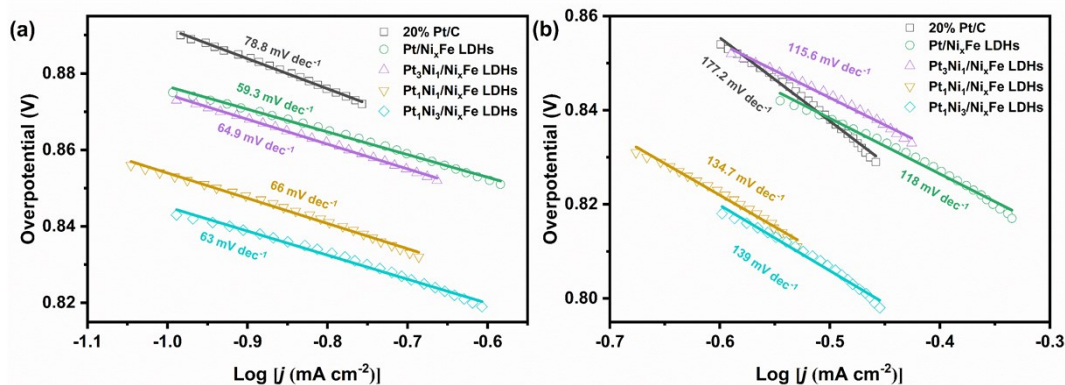 (a)
Overpotential (V)
0.88
0.86
0.84
0.82
-1.1
-1.0
-0.9
-0.8
-0.7
-0.6
-0.5
Log [j (mA cm⁻²)]
20% Pt/C
Pt/NiₓFe LDHs
Pt₃Ni₁/NiₓFe LDHs
Pt₁Ni₁/NiₓFe LDHs
Pt₁Ni₃/NiₓFe LDHs
78.8 mV dec⁻¹
59.3 mV dec⁻¹
64.9 mV dec⁻¹
66 mV dec⁻¹
63 mV dec⁻¹
(b)
Overpotential (V)
0.86
0.84
0.82
0.80
-0.7
-0.6
-0.5
-0.4
-0.3
Log [j (mA cm⁻²)]
20% Pt/C
Pt/NiₓFe LDHs
Pt₃Ni₁/NiₓFe LDHs
Pt₁Ni₁/NiₓFe LDHs
Pt₁Ni₃/NiₓFe LDHs
115.6 mV dec⁻¹
177.2 mV dec⁻¹
118 mV dec⁻¹
134.7 mV dec⁻¹
139 mV dec⁻¹